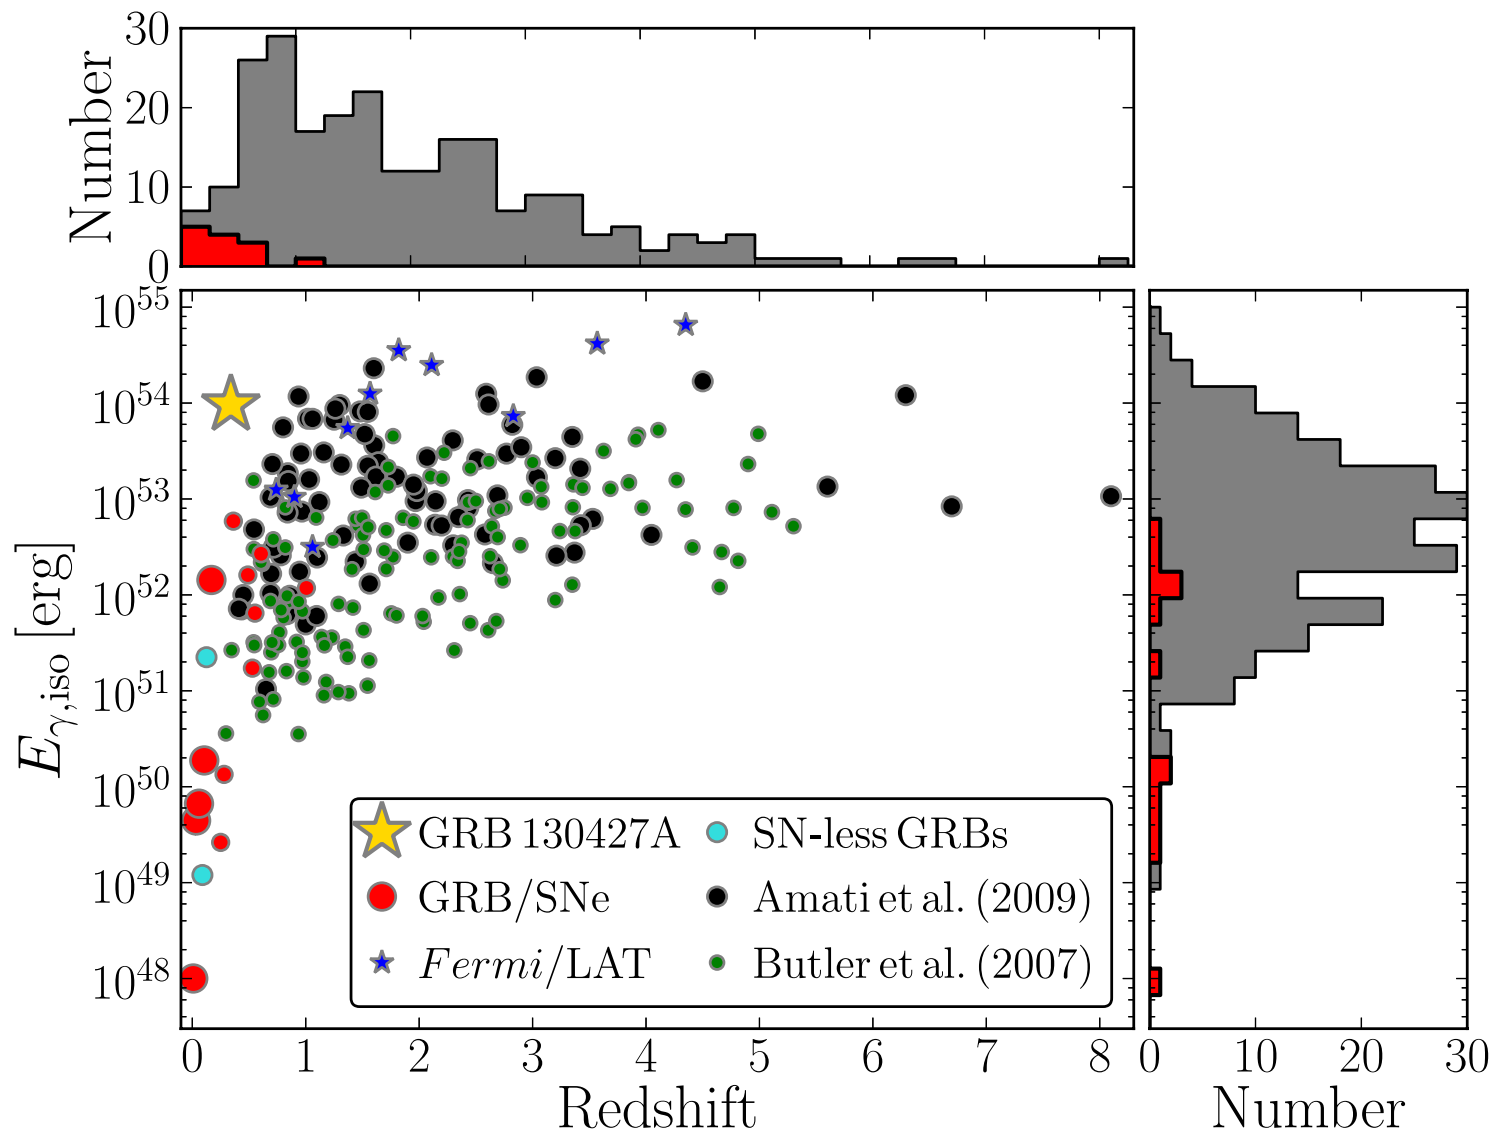 Number
30
20
10
0
10^55
10^54
10^53
10^52
10^51
10^50
10^49
10^48
E_γ,iso [erg]
GRB 130427A
GRB/SNe
Fermi/LAT
SN-less GRBs
Amati et al. (2009)
Butler et al. (2007)
0 1 2 3 4 5 6 7 8
Redshift
0 10 20 30
Number